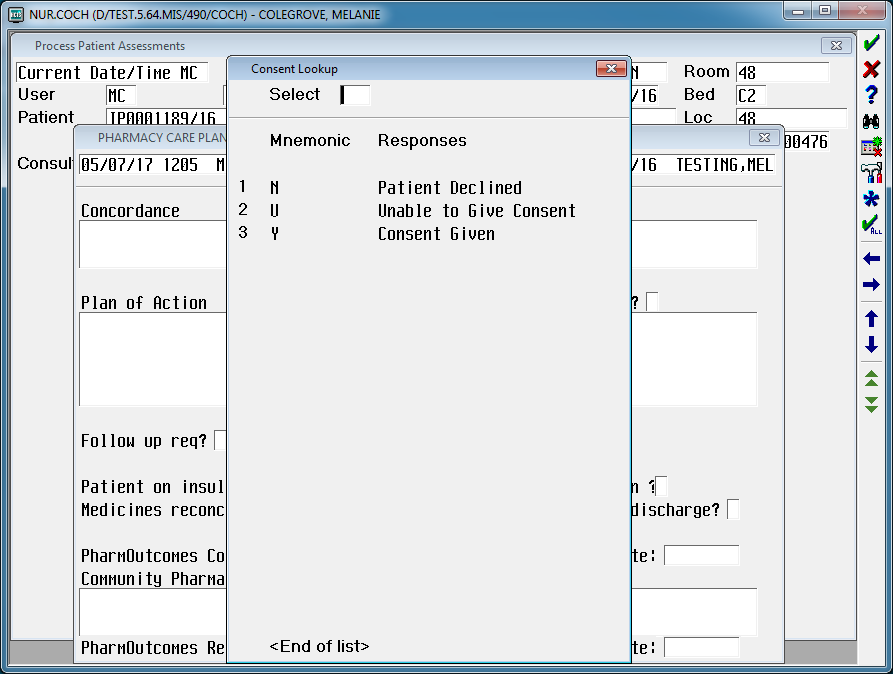 NUR.COCH (D/TEST.5.64.MIS/490/COCH) - COLEGROVE, MELANIE
Process Patient Assessments
Current Date/Time MC
N
Room 48
User MC
/16
Bed C2
Patient IP0001189/16
Loc 48
00476
PHARMACY CARE PLAN
Consul
05/07/17 1205 M
/16 TESTING,MEL
Concordance
Plan of Action
?
Follow up req?
Patient on insul
n ?
Medicines reconc
discharge?
PharmOutcomes Co
te:
Community Pharma
PharmOutcomes Re
te:
Consent Lookup
Select
Mnemonic Responses
1 N Patient Declined
2 U Unable to Give Consent
3 Y Consent Given
<End of list>
ALL